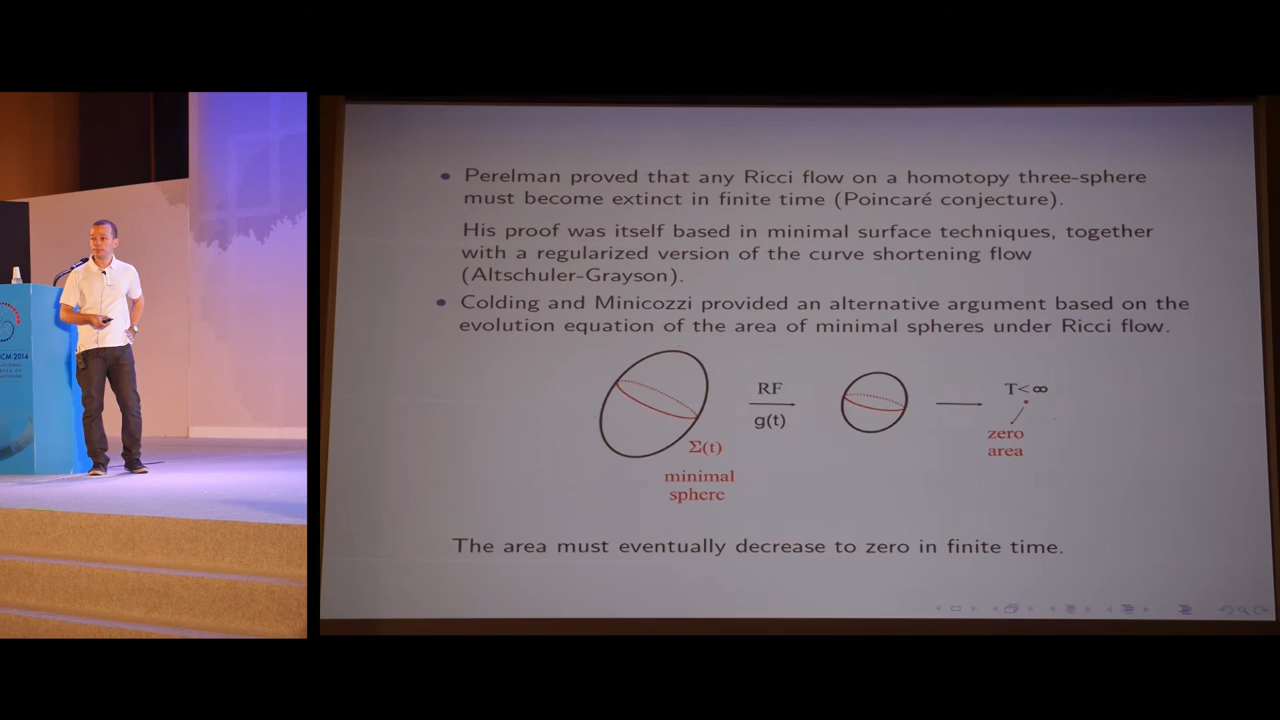 Perelman proved that any Ricci flow on a homotopy three-sphere
must become extinct in finite time (Poincaré conjecture).
His proof was itself based in minimal surface techniques, together
with a regularized version of the curve shortening flow
(Altschuler-Grayson).
Colding and Minicozzi provided an alternative argument based on the
evolution equation of the area of minimal spheres under Ricci flow.
RF
g(t)
T<∞
zero
area
Σ(t)
minimal
sphere
The area must eventually decrease to zero in finite time.
CM 2014